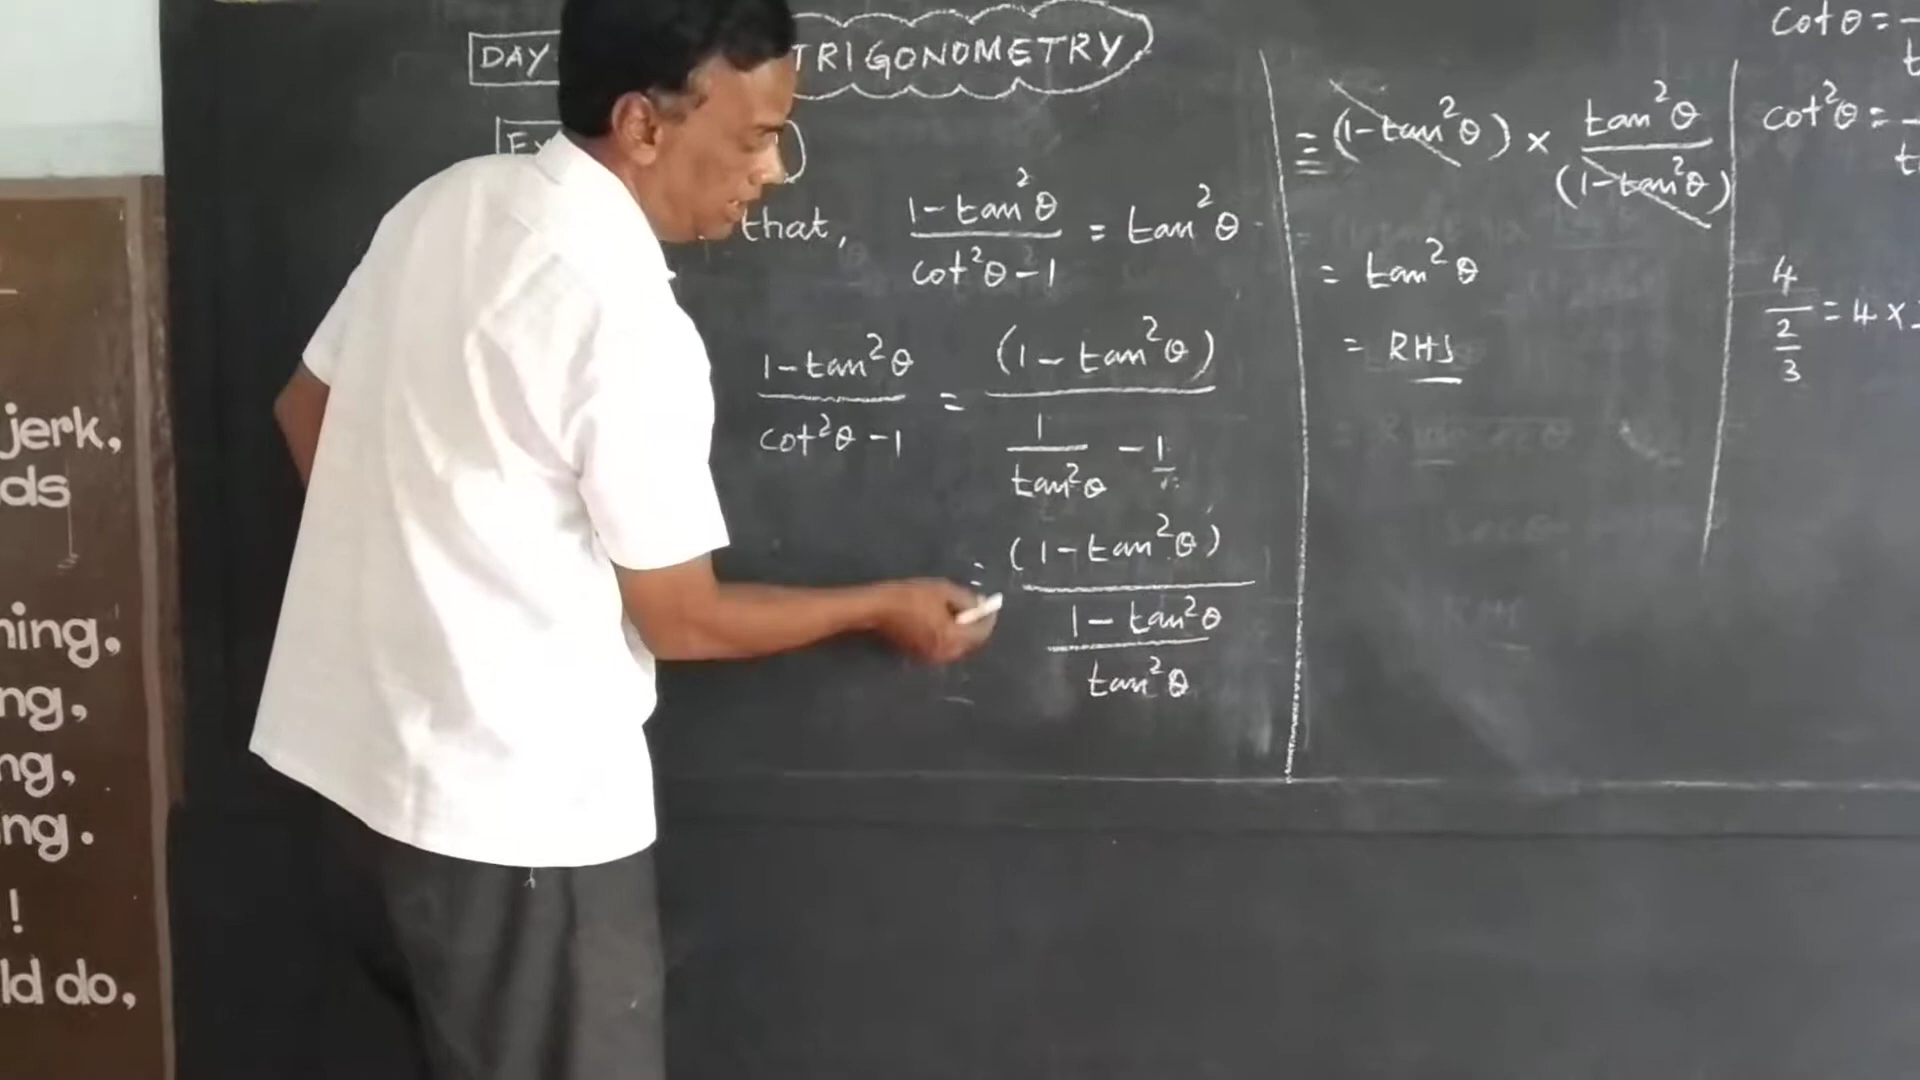 DAY
TRIGONOMETRY
that, (1-tan²θ)/(cot²θ-1) = tan²θ
(1-tan²θ)/(cot²θ-1) = (1-tan²θ)/(1/tan²θ - 1/1)
= (1-tan²θ)/((1-tan²θ)/tan²θ)
= (1-tan²θ) × tan²θ/(1-tan²θ)
= tan²θ
= RHS
cotθ =
cot²θ =
4/(2/3) = 4 ×
jerk,
ds
ning,
ng,
ng,
ng.
!
ld do,